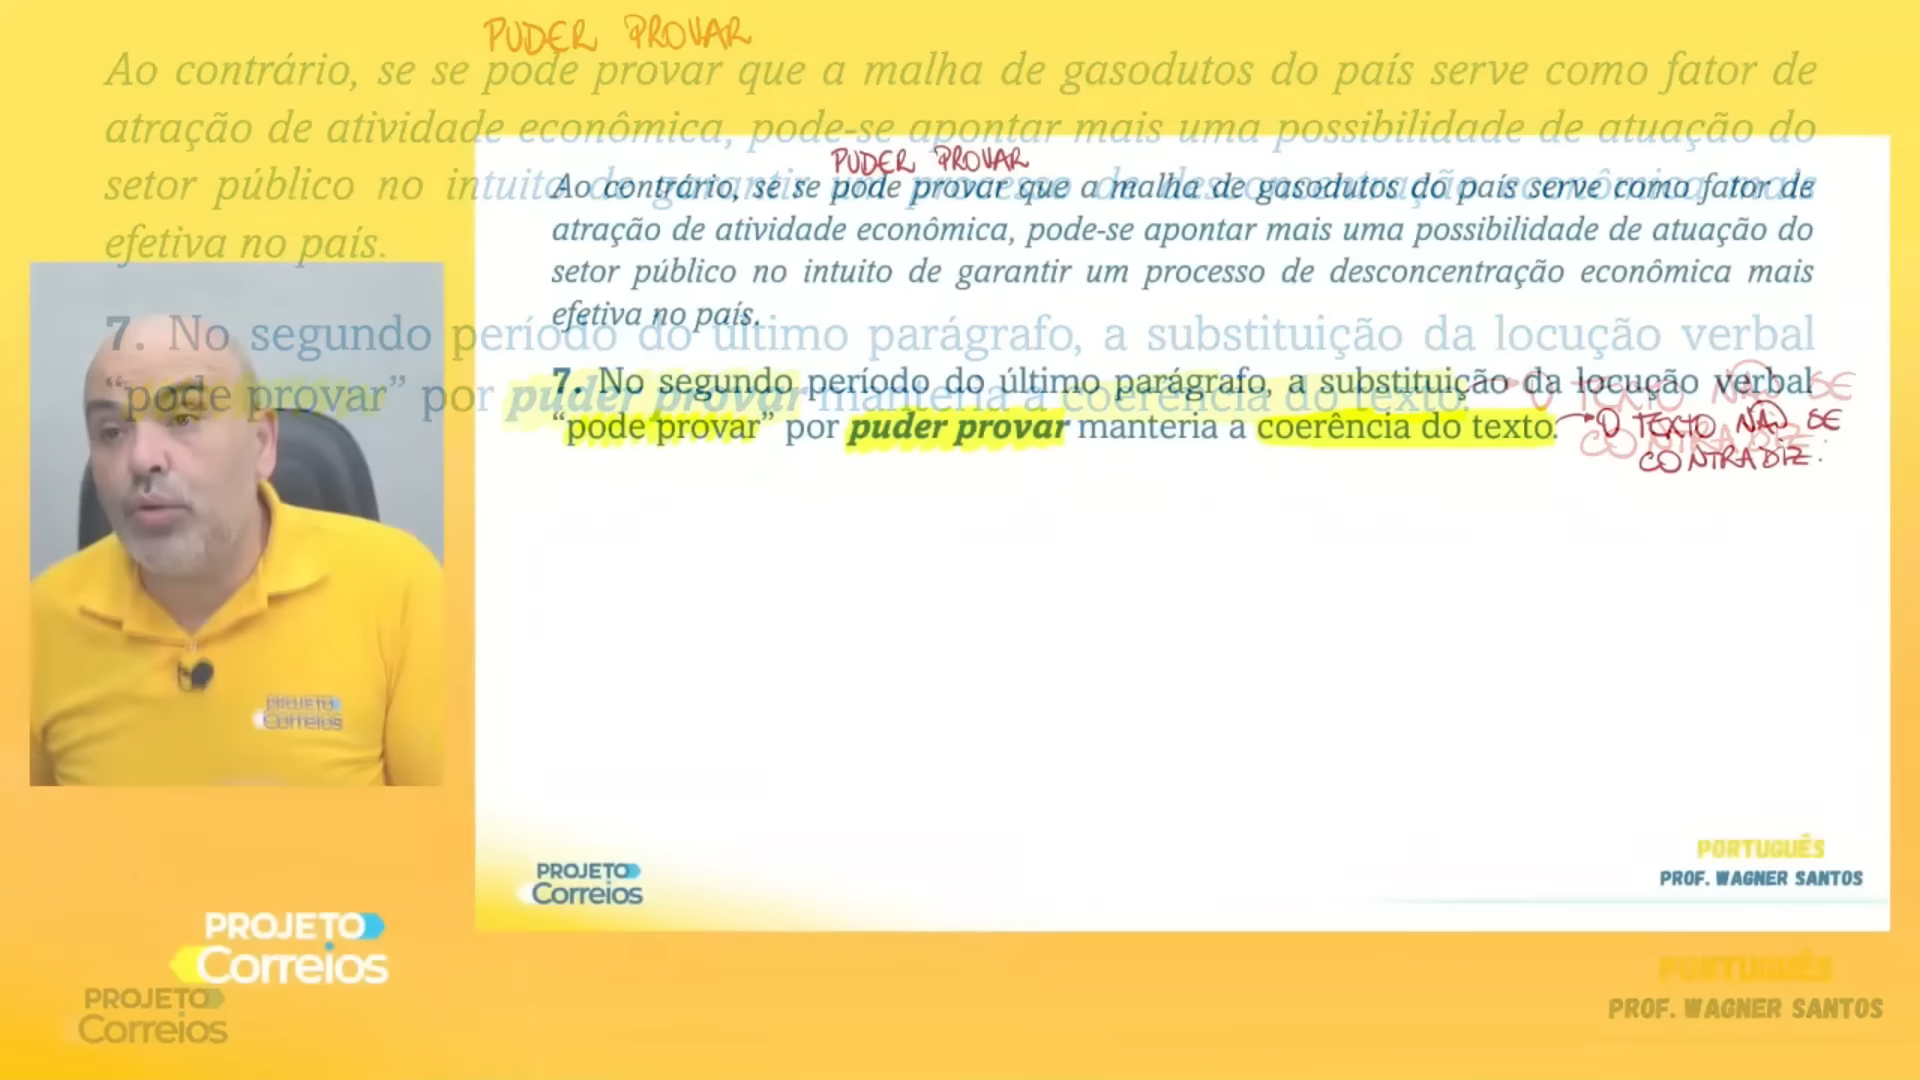 PUDER PROVAR
Ao contrário, se se pode provar que a malha de gasodutos do país serve como fator de
atração de atividade econômica, pode-se apontar mais uma possibilidade de atuação do
setor público no intuito de garantir um processo de desconcentração econômica mais
efetiva no país.
7. No segundo período do último parágrafo, a substituição da locução verbal
“pode provar” por puder provar manteria a coerência do texto.
O TEXTO NÃO SE
CONTRADIZ.
PUDER PROVAR
Ao contrário, se se pode provar que a malha de gasodutos do país serve como fator de
atração de atividade econômica, pode-se apontar mais uma possibilidade de atuação do
setor público no intuito de garantir um processo de desconcentração econômica mais
efetiva no país.
7. No segundo período do último parágrafo, a substituição da locução verbal
“pode provar” por puder provar manteria a coerência do texto.
O TEXTO NÃO SE
CONTRADIZ.
PROJETO
Correios
PROJETO
Correios
PORTUGUÊS
PROF. WAGNER SANTOS
PROJETO
Correios
PROJETO
Correios
PORTUGUÊS
PROF. WAGNER SANTOS